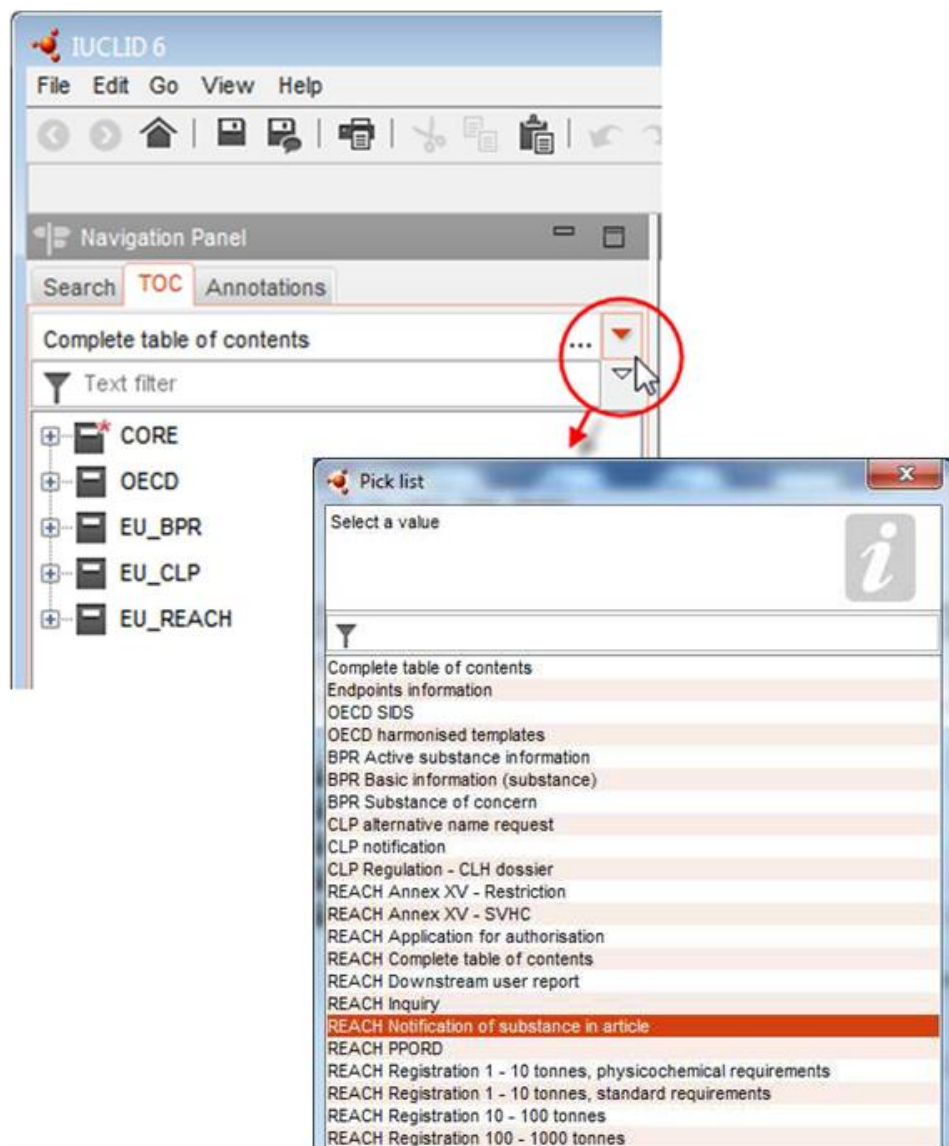 IUCLID 6
File Edit Go View Help
Navigation Panel
Search TOC Annotations
Complete table of contents ...
Text filter
CORE
OECD
EU_BPR
EU_CLP
EU_REACH
Pick list
Select a value
Complete table of contents
Endpoints information
OECD SIDS
OECD harmonised templates
BPR Active substance information
BPR Basic information (substance)
BPR Substance of concern
CLP alternative name request
CLP notification
CLP Regulation - CLH dossier
REACH Annex XV - Restriction
REACH Annex XV - SVHC
REACH Application for authorisation
REACH Complete table of contents
REACH Downstream user report
REACH Inquiry
REACH Notification of substance in article
REACH PPORD
REACH Registration 1 - 10 tonnes, physicochemical requirements
REACH Registration 1 - 10 tonnes, standard requirements
REACH Registration 10 - 100 tonnes
REACH Registration 100 - 1000 tonnes